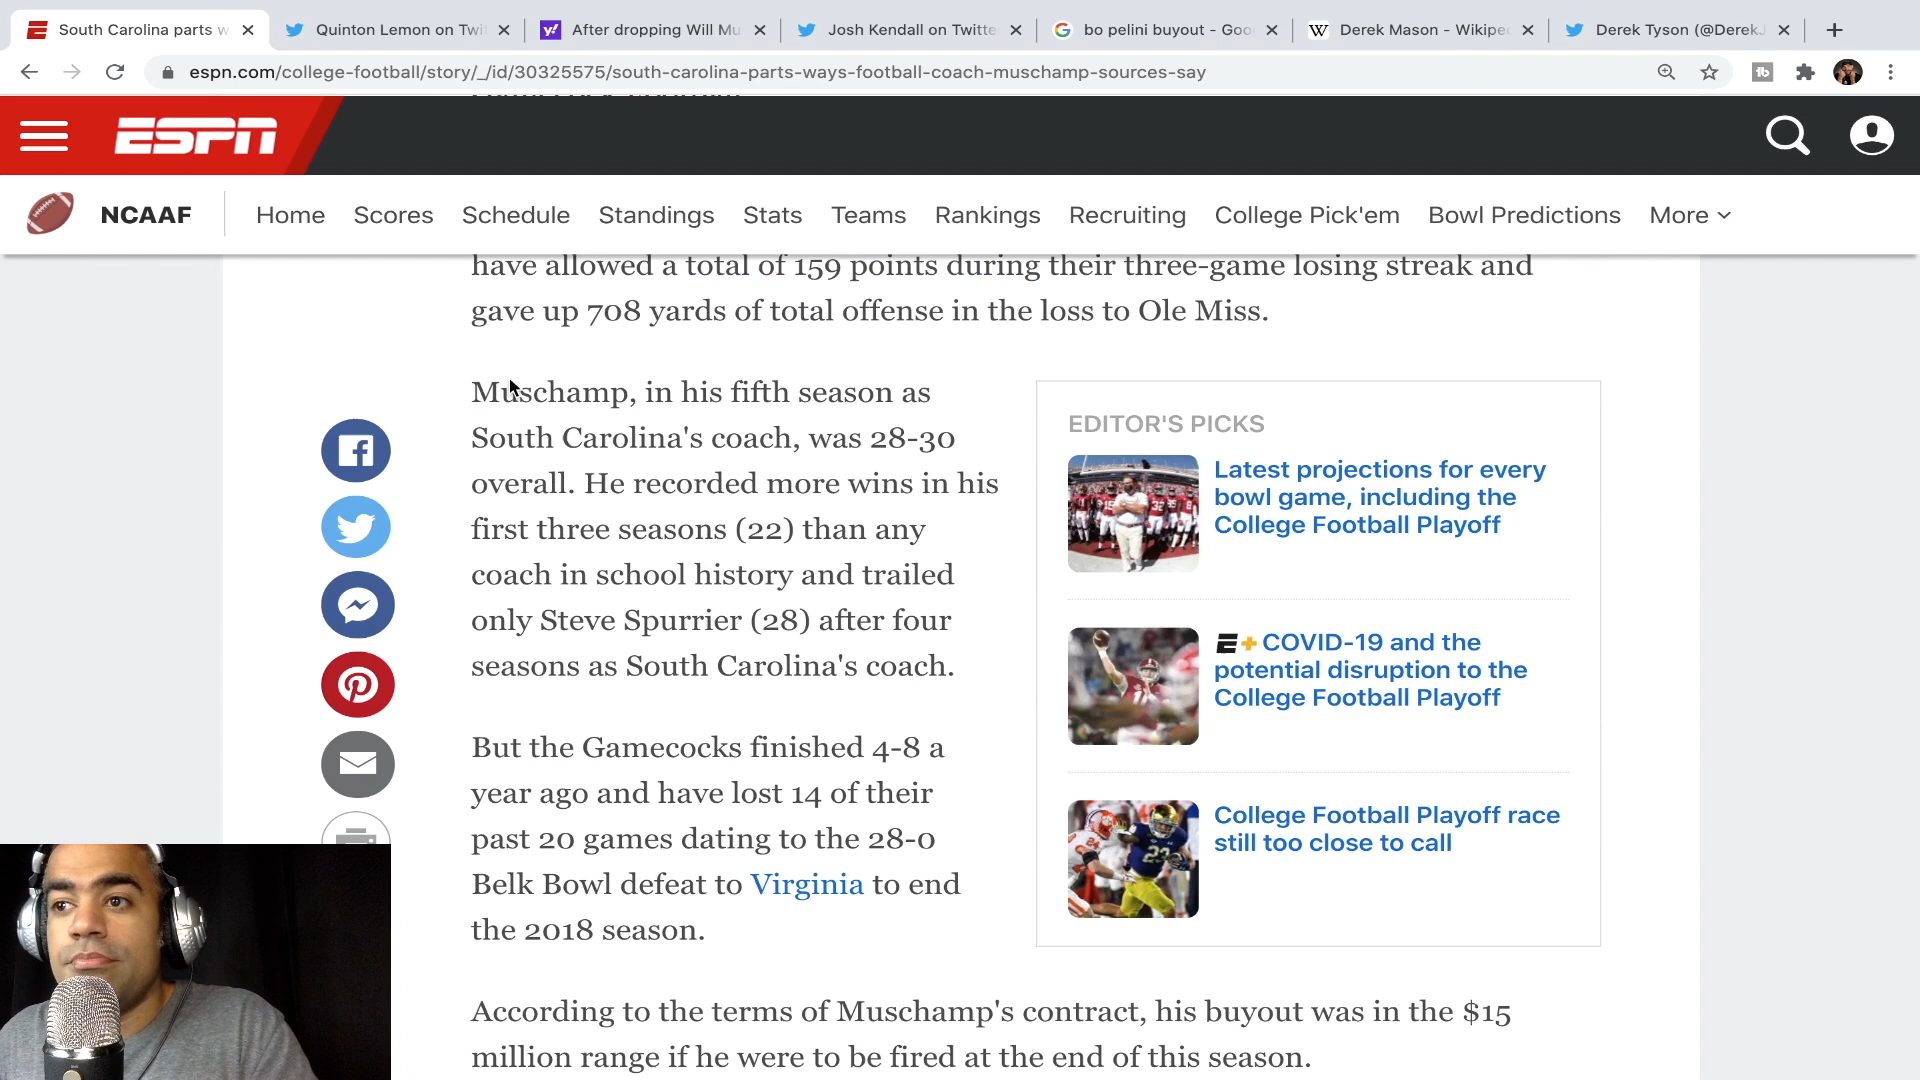 South Carolina parts w
Quinton Lemon on Twi
After dropping Will Mu
Josh Kendall on Twitte
bo pelini buyout - Goo
W Derek Mason - Wikipe
Derek Tyson (@DerekJ
espn.com/college-football/story/_/id/30325575/south-carolina-parts-ways-football-coach-muschamp-sources-say
ESPN
NCAAF Home Scores Schedule Standings Stats Teams Rankings Recruiting College Pick'em Bowl Predictions More
have allowed a total of 159 points during their three-game losing streak and
gave up 708 yards of total offense in the loss to Ole Miss.
Muschamp, in his fifth season as
South Carolina's coach, was 28-30
overall. He recorded more wins in his
first three seasons (22) than any
coach in school history and trailed
only Steve Spurrier (28) after four
seasons as South Carolina's coach.
But the Gamecocks finished 4-8 a
year ago and have lost 14 of their
past 20 games dating to the 28-0
Belk Bowl defeat to Virginia to end
the 2018 season.
According to the terms of Muschamp's contract, his buyout was in the $15
million range if he were to be fired at the end of this season.
EDITOR'S PICKS
Latest projections for every
bowl game, including the
College Football Playoff
E+ COVID-19 and the
potential disruption to the
College Football Playoff
College Football Playoff race
still too close to call